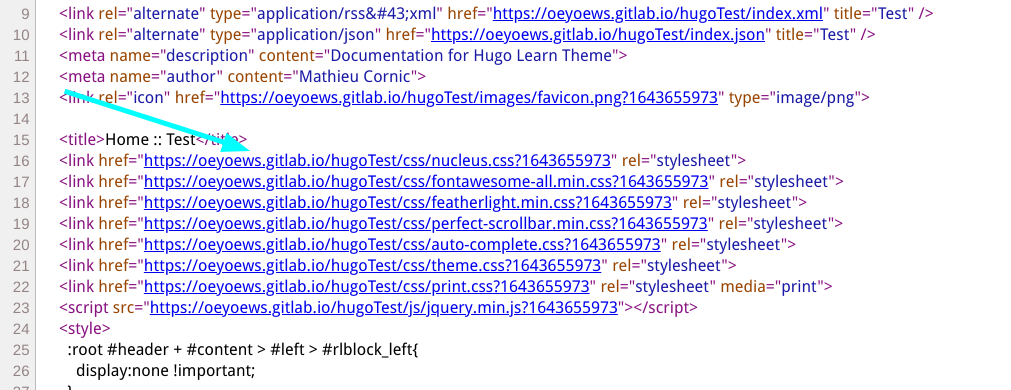 9 <link rel="alternate" type="application/rss&#43;xml" href="https://oeyoews.gitlab.io/hugoTest/index.xml" title="Test" />
10 <link rel="alternate" type="application/json" href="https://oeyoews.gitlab.io/hugoTest/index.json" title="Test" />
11 <meta name="description" content="Documentation for Hugo Learn Theme">
12 <meta name="author" content="Mathieu Cornic">
13 <link rel="icon" href="https://oeyoews.gitlab.io/hugoTest/images/favicon.png?1643655973" type="image/png">
14
15 <title>Home :: Test</title>
16 <link href="https://oeyoews.gitlab.io/hugoTest/css/nucleus.css?1643655973" rel="stylesheet">
17 <link href="https://oeyoews.gitlab.io/hugoTest/css/fontawesome-all.min.css?1643655973" rel="stylesheet">
18 <link href="https://oeyoews.gitlab.io/hugoTest/css/featherlight.min.css?1643655973" rel="stylesheet">
19 <link href="https://oeyoews.gitlab.io/hugoTest/css/perfect-scrollbar.min.css?1643655973" rel="stylesheet">
20 <link href="https://oeyoews.gitlab.io/hugoTest/css/auto-complete.css?1643655973" rel="stylesheet">
21 <link href="https://oeyoews.gitlab.io/hugoTest/css/theme.css?1643655973" rel="stylesheet">
22 <link href="https://oeyoews.gitlab.io/hugoTest/css/print.css?1643655973" rel="stylesheet" media="print">
23 <script src="https://oeyoews.gitlab.io/hugoTest/js/jquery.min.js?1643655973"></script>
24 <style>
25 :root #header + #content > #left > #rlblock_left{
26 display:none !important;